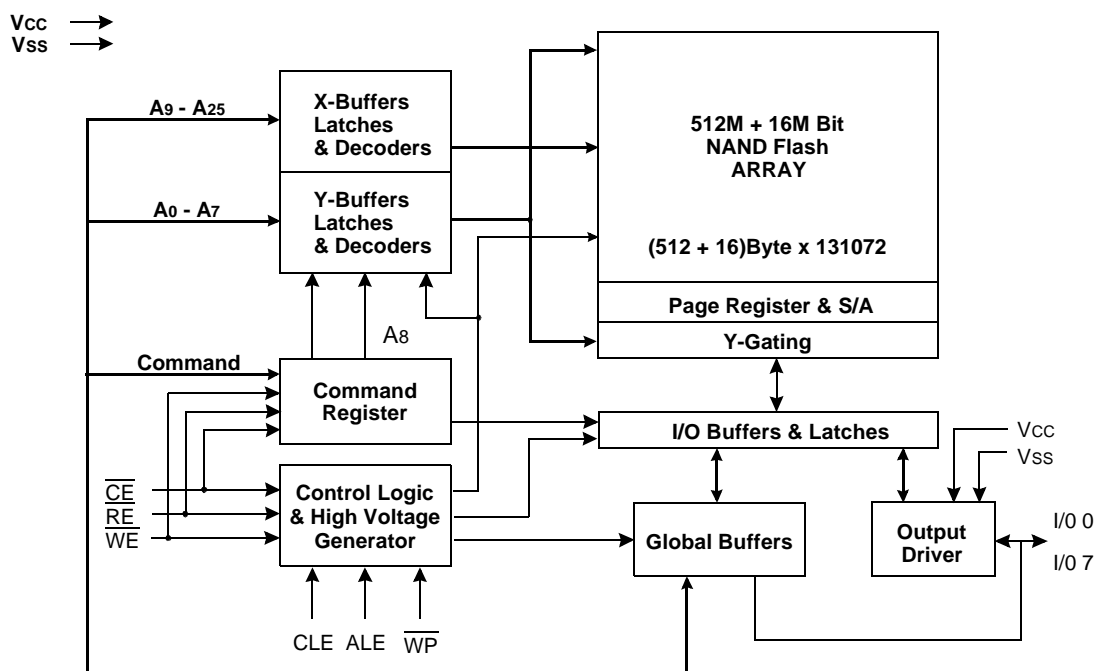 VCC
VSS
A9 - A25
X-Buffers
Latches
& Decoders
512M + 16M Bit
NAND Flash
ARRAY
A0 - A7
Y-Buffers
Latches
& Decoders
(512 + 16)Byte x 131072
Page Register & S/A
Y-Gating
A8
Command
Command
Register
I/O Buffers & Latches
VCC
VSS
CE
RE
WE
Control Logic
& High Voltage
Generator
Global Buffers
Output
Driver
I/0 0
I/0 7
CLE
ALE
WP